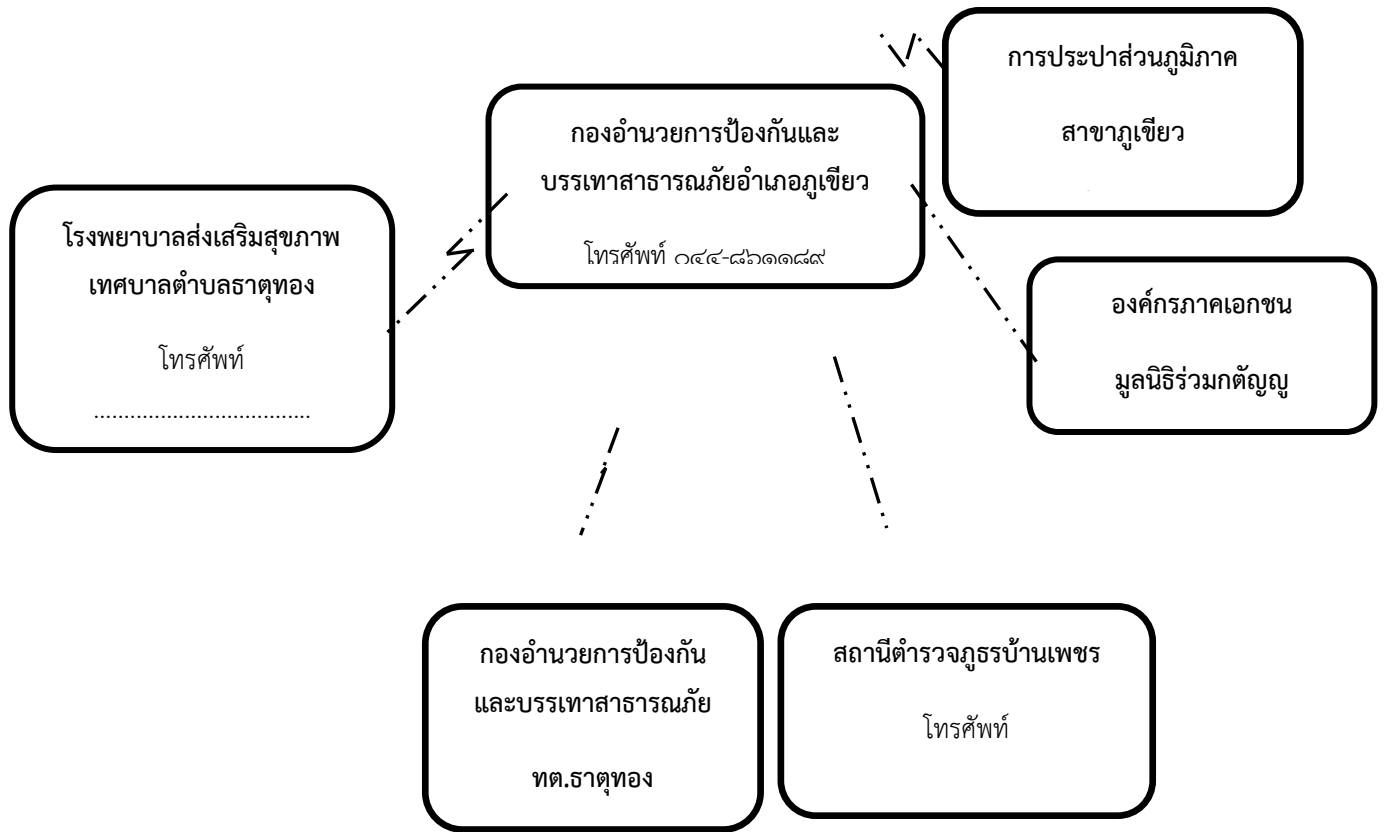 การประปาส่วนภูมิภาค
สาขาภูเขียว
กองอำนวยการป้องกันและ
บรรเทาสาธารณภัยอำเภอภูเขียว
โทรศัพท์ ๐๔๔-๘๖๑๑๘๙
โรงพยาบาลส่งเสริมสุขภาพ
เทศบาลตำบลธาตุทอง
โทรศัพท์
....................................
องค์กรภาคเอกชน
มูลนิธิร่วมกตัญญู
กองอำนวยการป้องกัน
และบรรเทาสาธารณภัย
ทต.ธาตุทอง
สถานีตำรวจภูธรบ้านเพชร
โทรศัพท์